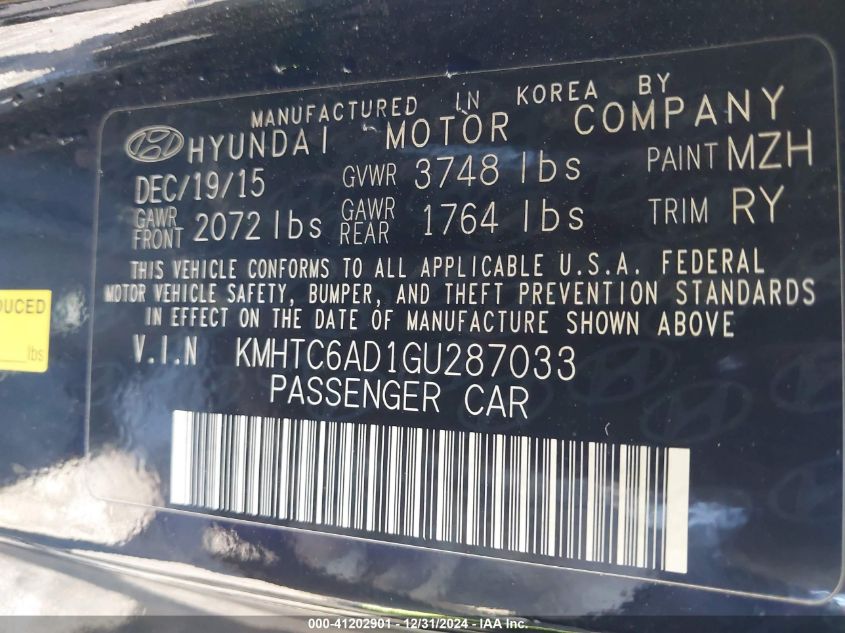 MANUFACTURED IN KOREA BY
HYUNDAI MOTOR COMPANY
DEC/19/15 GVWR 3748 lbs PAINT MZH
GAWR FRONT 2072 lbs GAWR REAR 1764 lbs TRIM RY
THIS VEHICLE CONFORMS TO ALL APPLICABLE U.S.A. FEDERAL
MOTOR VEHICLE SAFETY, BUMPER, AND THEFT PREVENTION STANDARDS
IN EFFECT ON THE DATE OF MANUFACTURE SHOWN ABOVE
V.I.N KMHTC6AD1GU287033
PASSENGER CAR
lbs
000-41202901 - 12/31/2024 - IAA, Inc.